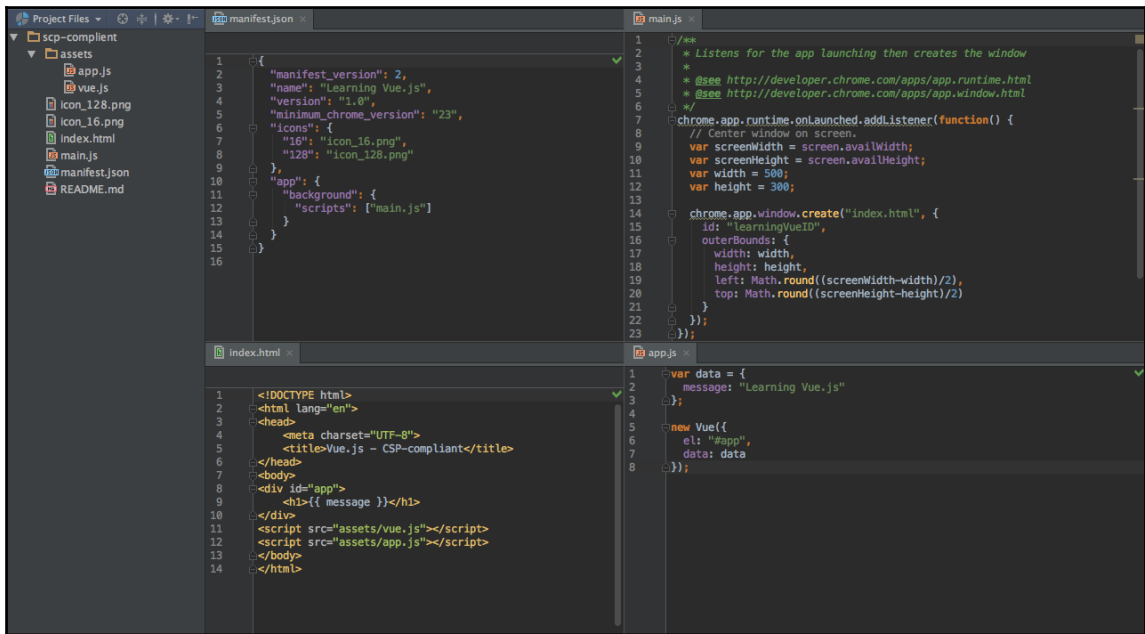 Project Files
scp-complient
assets
app.js
vue.js
icon_128.png
icon_16.png
index.html
main.js
manifest.json
README.md
manifest.json
1 {
2 "manifest_version": 2,
3 "name": "Learning Vue.js",
4 "version": "1.0",
5 "minimum_chrome_version": "23",
6 "icons": {
7 "16": "icon_16.png",
8 "128": "icon_128.png"
9 },
10 "app": {
11 "background": {
12 "scripts": ["main.js"]
13 }
14 }
15 }
16
main.js
1 /**
2 * Listens for the app launching then creates the window
3 *
4 * @see http://developer.chrome.com/apps/app.runtime.html
5 * @see http://developer.chrome.com/apps/app.window.html
6 */
7 chrome.app.runtime.onLaunched.addListener(function() {
8 // Center window on screen.
9 var screenWidth = screen.availWidth;
10 var screenHeight = screen.availHeight;
11 var width = 500;
12 var height = 300;
13
14 chrome.app.window.create("index.html", {
15 id: "learningVueID",
16 outerBounds: {
17 width: width,
18 height: height,
19 left: Math.round((screenWidth-width)/2),
20 top: Math.round((screenHeight-height)/2)
21 }
22 });
23 });
index.html
1 <!DOCTYPE html>
2 <html lang="en">
3 <head>
4 <meta charset="UTF-8">
5 <title>Vue.js - CSP-compliant</title>
6 </head>
7 <body>
8 <div id="app">
9 <h1>{{ message }}</h1>
10 </div>
11 <script src="assets/vue.js"></script>
12 <script src="assets/app.js"></script>
13 </body>
14 </html>
app.js
1 var data = {
2 message: "Learning Vue.js"
3 };
4
5 new Vue({
6 el: "#app",
7 data: data
8 });